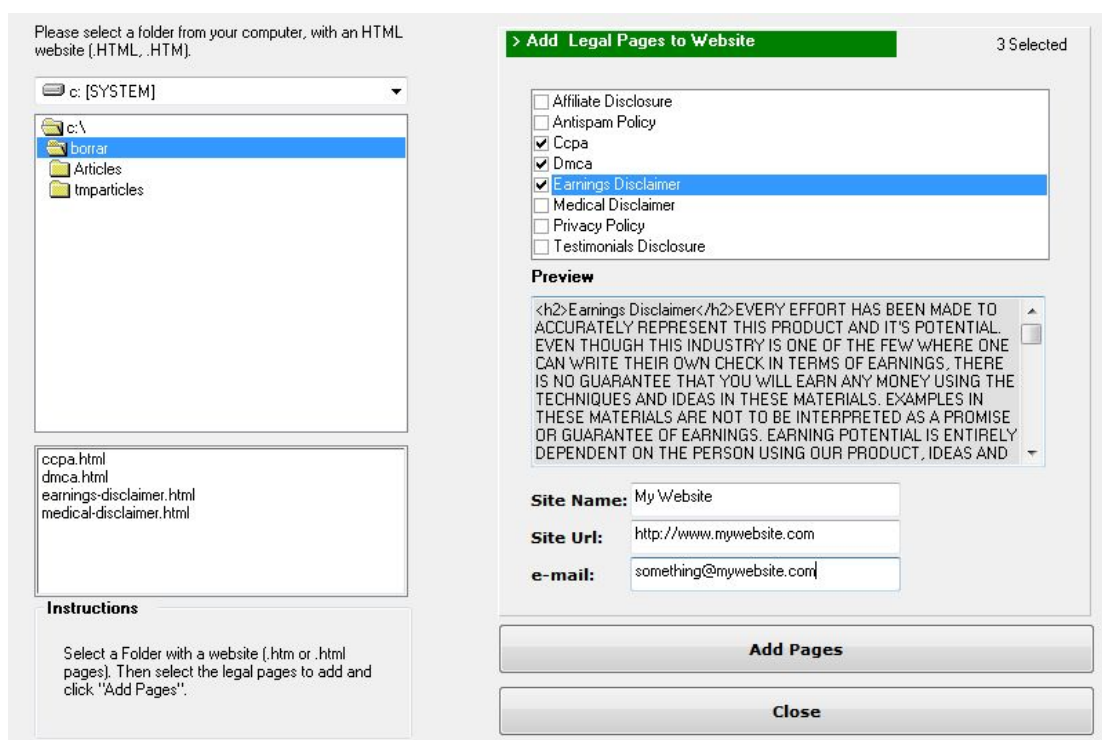 Please select a folder from your computer, with an HTML
website (.HTML, .HTM).
c: [SYSTEM]
c:\
borrar
Articles
tmparticles
ccpa.html
dmca.html
earnings-disclaimer.html
medical-disclaimer.html
Instructions
Select a Folder with a website (.htm or .html
pages). Then select the legal pages to add and
click "Add Pages".
> Add Legal Pages to Website
3 Selected
Affiliate Disclosure
Antispam Policy
Ccpa
Dmca
Earnings Disclaimer
Medical Disclaimer
Privacy Policy
Testimonials Disclosure
Preview
<h2>Earnings Disclaimer</h2>EVERY EFFORT HAS BEEN MADE TO
ACCURATELY REPRESENT THIS PRODUCT AND IT'S POTENTIAL.
EVEN THOUGH THIS INDUSTRY IS ONE OF THE FEW WHERE ONE
CAN WRITE THEIR OWN CHECK IN TERMS OF EARNINGS, THERE
IS NO GUARANTEE THAT YOU WILL EARN ANY MONEY USING THE
TECHNIQUES AND IDEAS IN THESE MATERIALS. EXAMPLES IN
THESE MATERIALS ARE NOT TO BE INTERPRETED AS A PROMISE
OR GUARANTEE OF EARNINGS. EARNING POTENTIAL IS ENTIRELY
DEPENDENT ON THE PERSON USING OUR PRODUCT, IDEAS AND
Site Name: My Website
Site Url: http://www.mywebsite.com
e-mail: something@mywebsite.com
Add Pages
Close